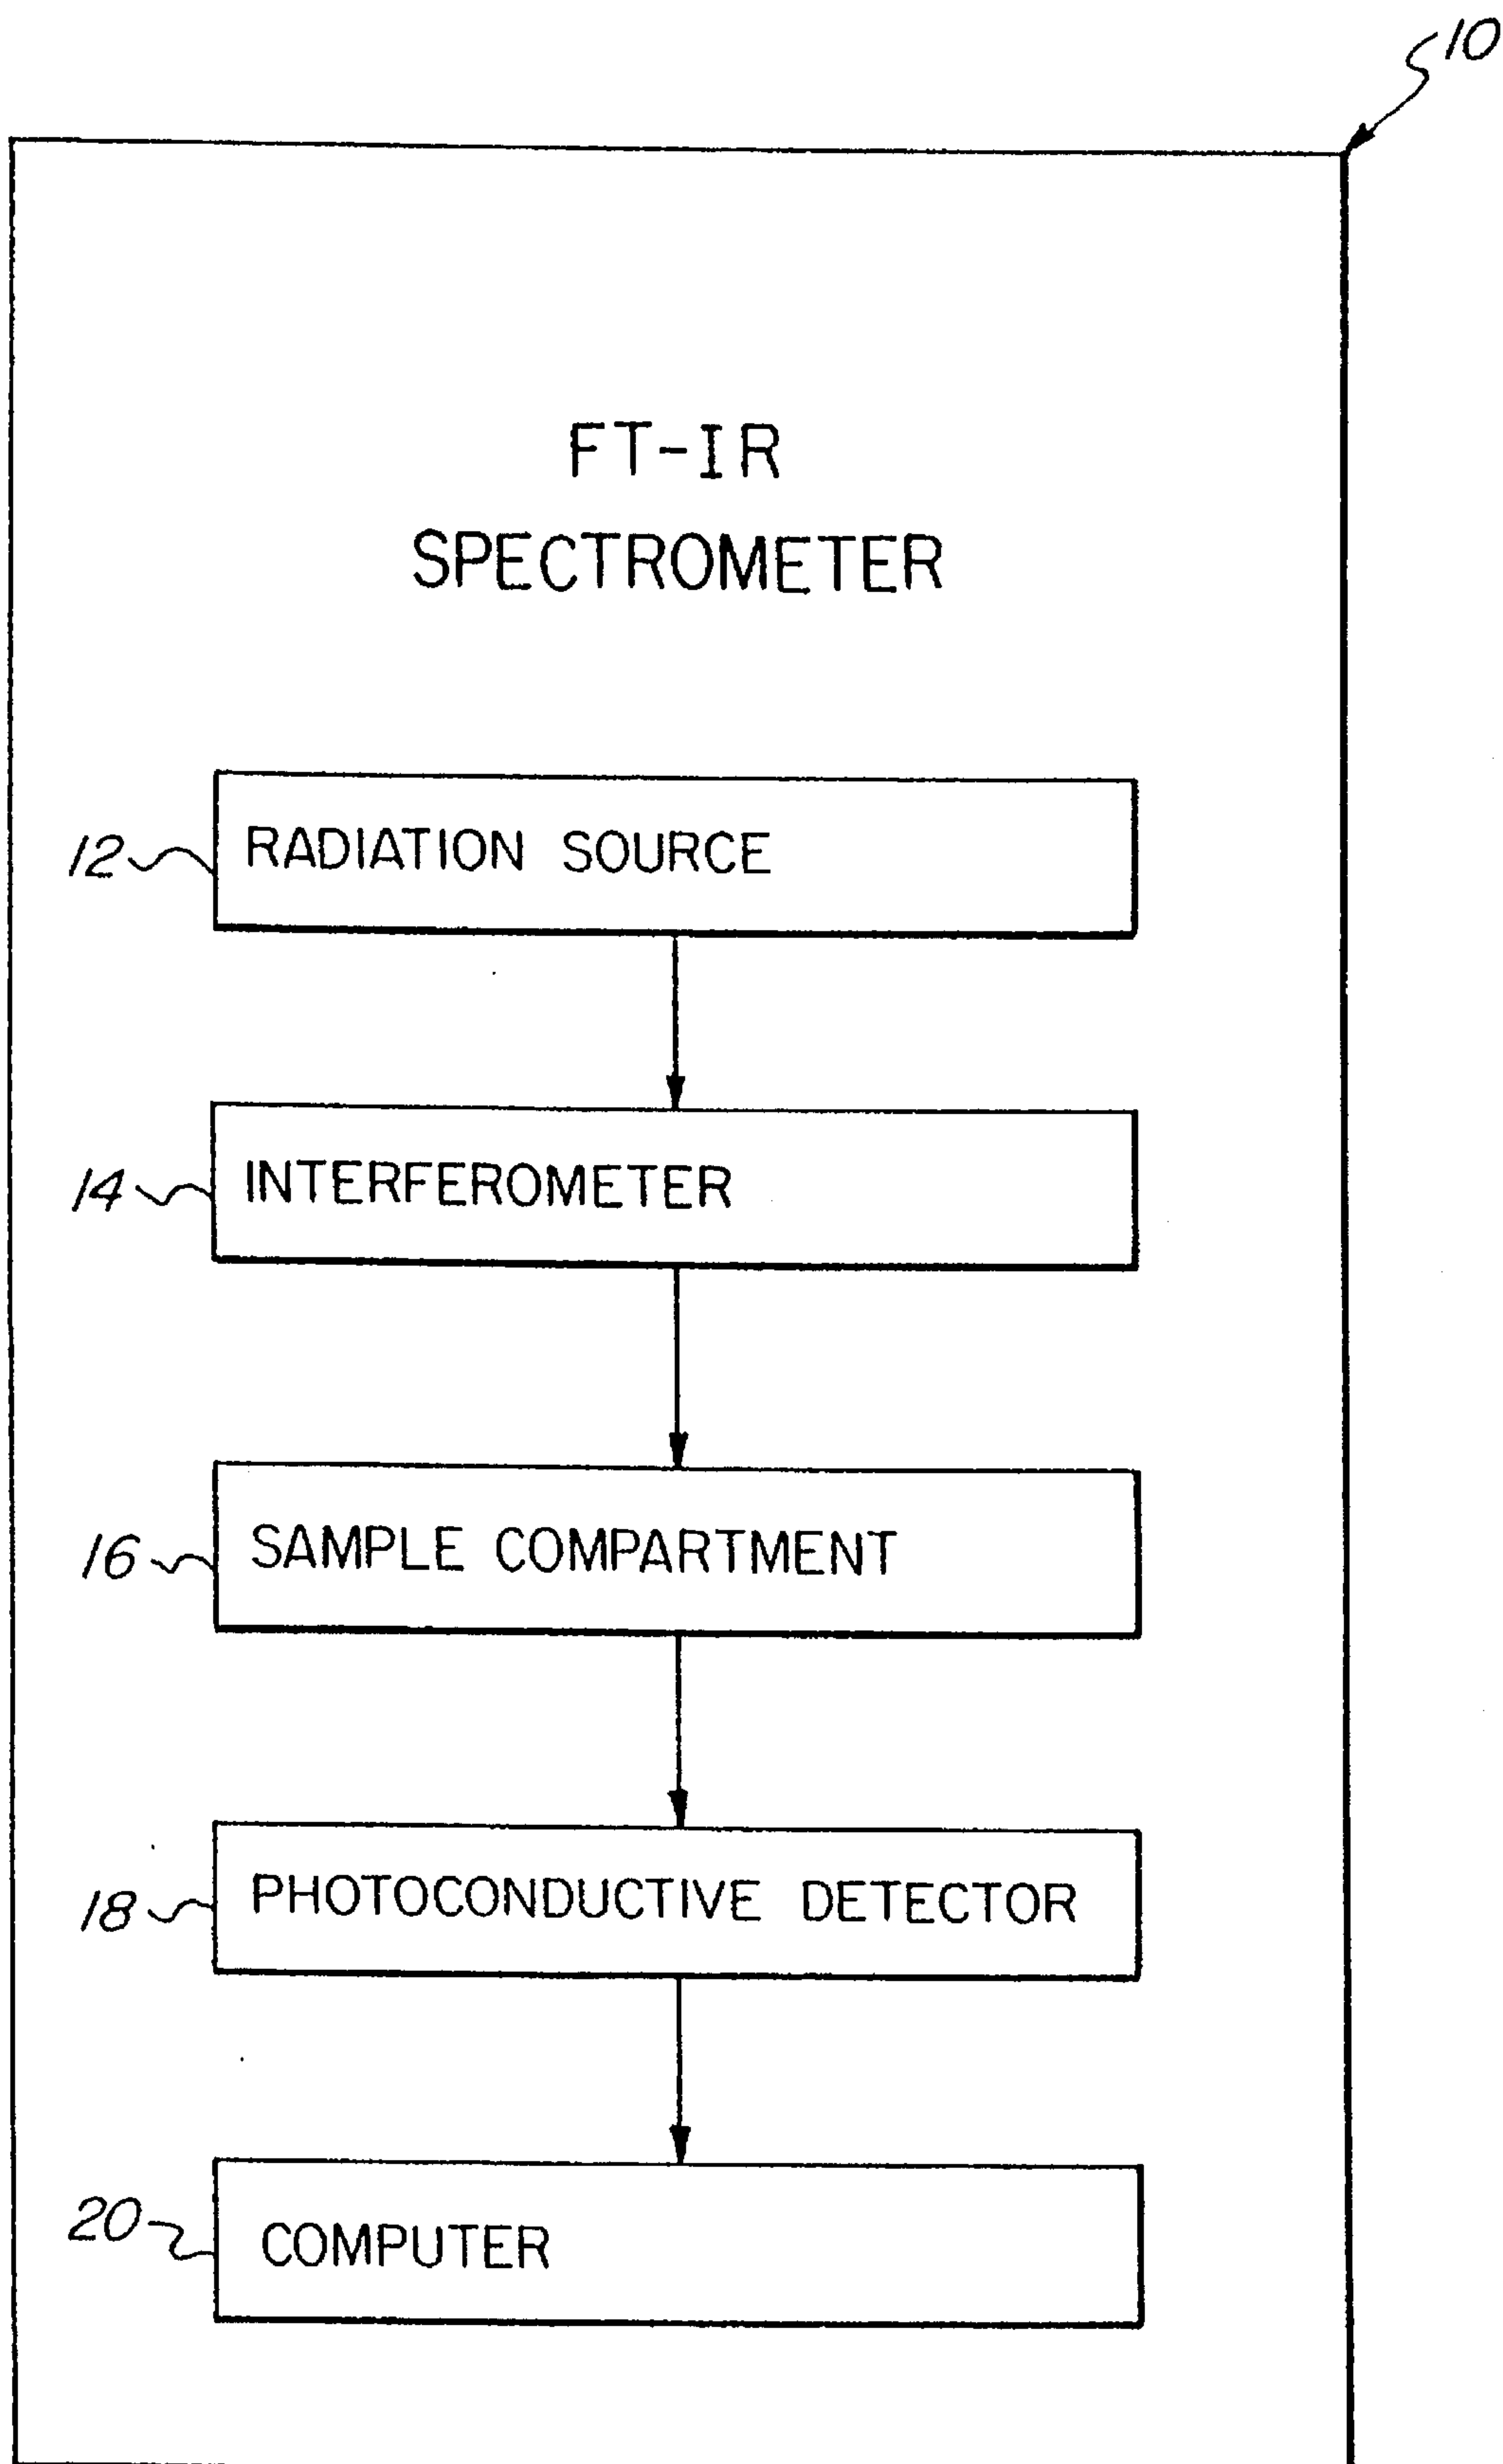 10
FT-IR
SPECTROMETER
12 RADIATION SOURCE
14 INTERFEROMETER
16 SAMPLE COMPARTMENT
18 PHOTOCONDUCTIVE DETECTOR
20 COMPUTER